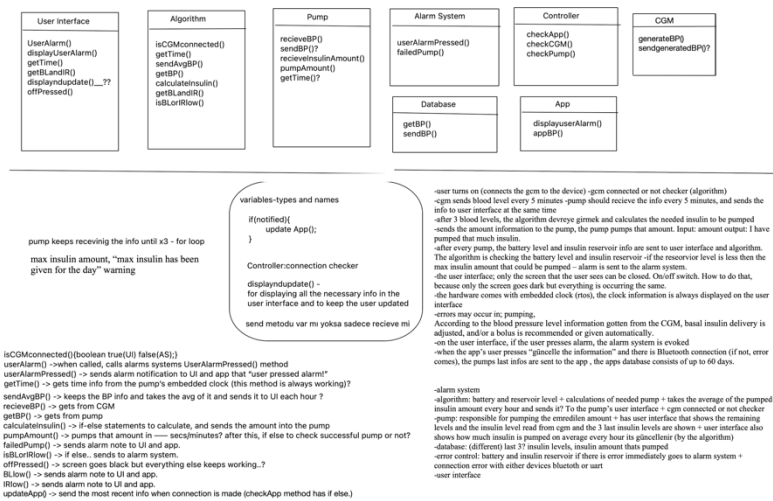 User Interface
UserAlarm()
displayUserAlarm()
getTime()
getBLandIR()
displayndupdate()__??
offPressed()
Algorithm
isCGMconnected()
getTime()
sendAvgBP()
getBP()
calculateInsulin()
getBLandIR()
isBLorIRlow()
Pump
recieveBP()
sendBP()?
recieveInsulinAmount()
pumpAmount()
getTime()?
Alarm System
userAlarmPressed()
failedPump()
Controller
checkApp()
checkCGM()
checkPump()
CGM
generateBP()
sendgeneratedBP()?
Database
getBP()
sendBP()
App
displayuserAlarm()
appBP()
pump keeps recevinig the info until x3 - for loop
max insulin amount, “max insulin has been
given for the day” warning
variables-types and names
if(notified){
update App();
}
Controller:connection checker
displayndupdate() -
for displaying all the necessary info in the
user interface and to keep the user updated
send metodu var mı yoksa sadece recieve mi
-user turns on (connects the gcm to the device) -gcm connected or not checker (algorithm)
-cgm sends blood level every 5 minutes -pump should recieve the info every 5 minutes, and sends the
info to user interface at the same time
-after 3 blood levels, the algorithm devreye girmek and calculates the needed insulin to be pumped
-sends the amount information to the pump, the pump pumps that amount. Input: amount output: I have
pumped that much insulin.
-after every pump, the battery level and insulin reservoir info are sent to user interface and algorithm.
The algorithm is checking the battery level and insulin reservoir -if the reseorvior level is less then the
max insulin amount that could be pumped – alarm is sent to the alarm system.
-the user interface; only the screen that the user sees can be closed. On/off switch. How to do that,
because only the screen goes dark but everything is occurring the same.
-the hardware comes with embedded clock (rtos), the clock information is always displayed on the user
interface
-errors may occur in; pumping,
According to the blood pressure level information gotten from the CGM, basal insulin delivery is
adjusted, and/or a bolus is recommended or given automatically.
-on the user interface, if the user presses the alarm, the alarm system is evoked
-when the app's user presses “güncelle the information” and there is Bluetooth connection (if not, error
comes), the pumps last infos are sent to the app , the apps database consists of up to 60 days.
-alarm system
-algorithm: battery and reservoir level + calculations of needed pump + takes the average of the pumped
insulin amount every hour and sends it? To the pump's user interface + cgm connected or not checker
-pump: responsible for pumping the emredilen amount + has user interface that shows the remaining
levels and the insulin level read from cgm and the 3 last insulin levels are shown + user interface also
shows how much insulin is pumped on average every hour is güncellenir (by the algorithm)
-database: (different) last 3? insulin levels, insulin amount thats pumped
-error control: battery and insulin reservoir if there is error immediately goes to alarm system +
connection error with either devices bluetoth or uart
-user interface
isCGMconnected(){boolean true(UI) false(AS);}
userAlarm() ->when called, calls alarms systems UserAlarmPressed() method
userAlarmPressed() -> sends alarm notification to UI and app that “user pressed alarm!”
getTime() -> gets time info from the pump's embedded clock (this method is always working)?
sendAvgBP() -> keeps the BP info and takes the avg of it and sends it to UI each hour ?
recieveBP() -> gets from CGM
getBP() -> gets from pump
calculateInsulin() -> if-else statements to calculate, and sends the amount into the pump
pumpAmount() -> pumps that amount in —— secs/minutes? after this, if else to check successful pump or not?
failedPump() -> sends alarm note to UI and app.
isBLorIRlow() -> if else.. sends to alarm system.
offPressed() -> screen goes black but everything else keeps working..?
BLlow() -> sends alarm note to UI and app.
IRlow() -> sends alarm note to UI and app.
updateApp() -> send the most recent info when connection is made (checkApp method has if else.)